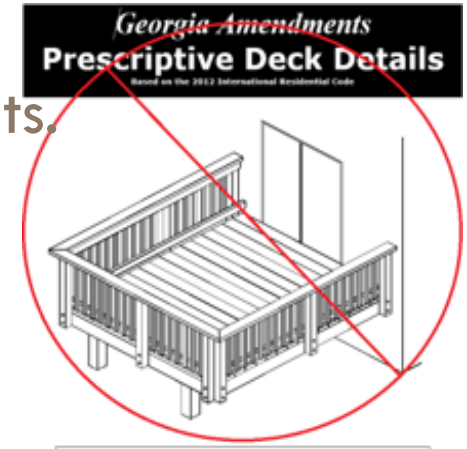 Georgia Amendments
Prescriptive Deck Details
Based on the 2012 International Residential Code
ts.